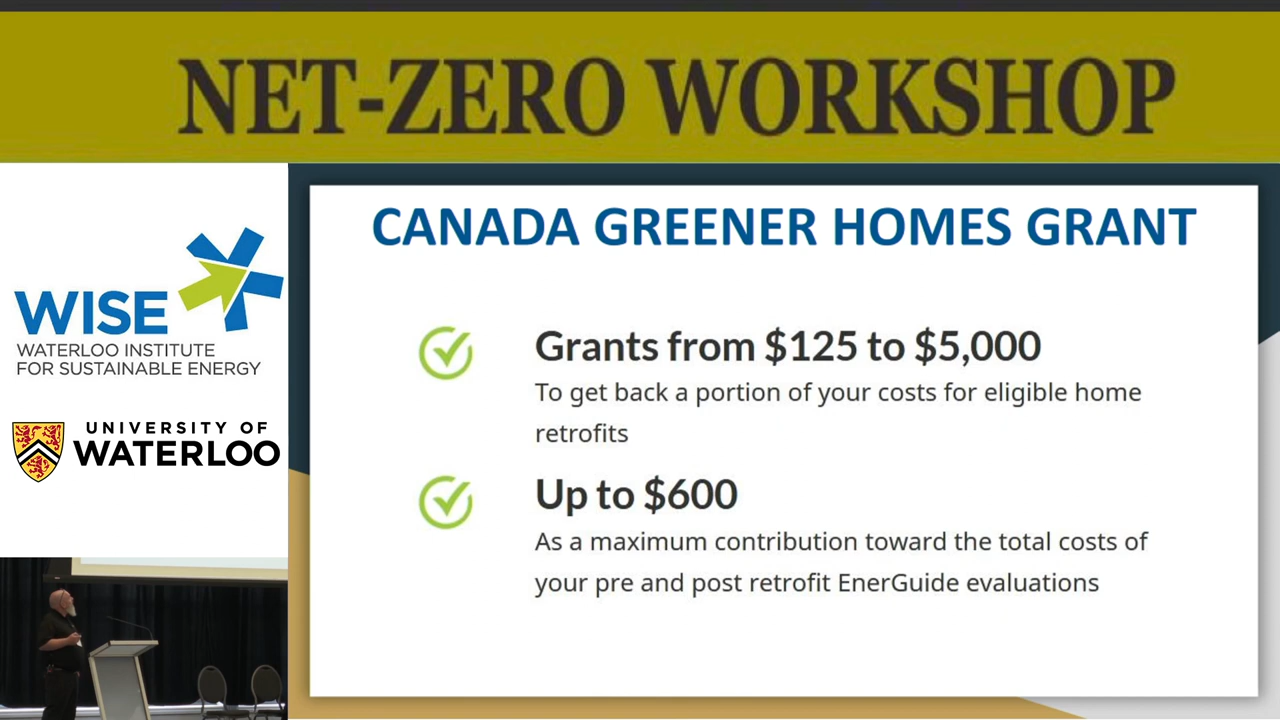 NET-ZERO WORKSHOP
WISE
WATERLOO INSTITUTE
FOR SUSTAINABLE ENERGY
UNIVERSITY OF
WATERLOO
CANADA GREENER HOMES GRANT
Grants from $125 to $5,000
To get back a portion of your costs for eligible home
retrofits
Up to $600
As a maximum contribution toward the total costs of
your pre and post retrofit EnerGuide evaluations